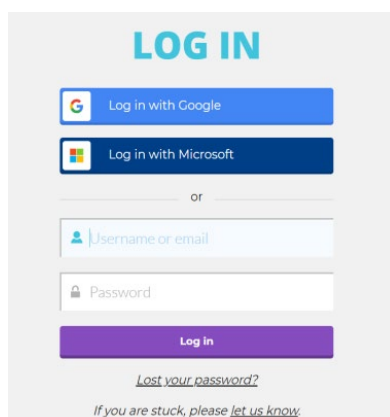 LOG IN
Log in with Google
Log in with Microsoft
or
Username or email
Password
Log in
Lost your password?
If you are stuck, please let us know.